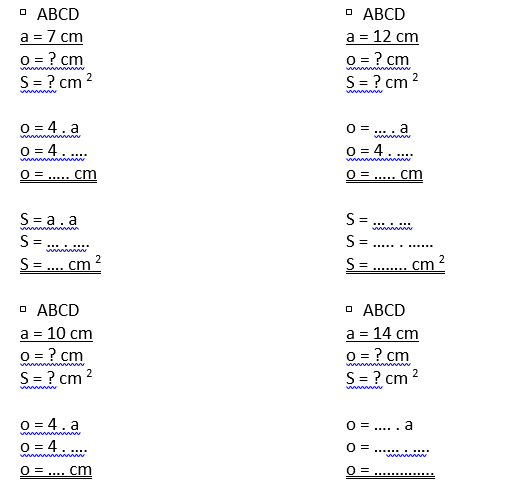 ▫ ABCD
a = 7 cm
o = ? cm
S = ? cm ²
o = 4 . a
o = 4 . ....
o = ..... cm
S = a . a
S = ... . ....
S = .... cm ²
▫ ABCD
a = 12 cm
o = ? cm
S = ? cm ²
o = ... . a
o = 4 . ....
o = ..... cm
S = ... . ...
S = ..... . ......
S = ........ cm ²
▫ ABCD
a = 10 cm
o = ? cm
S = ? cm ²
o = 4 . a
o = 4 . ....
o = .... cm
▫ ABCD
a = 14 cm
o = ? cm
S = ? cm ²
o = .... . a
o = ...... . ....
o = ..............